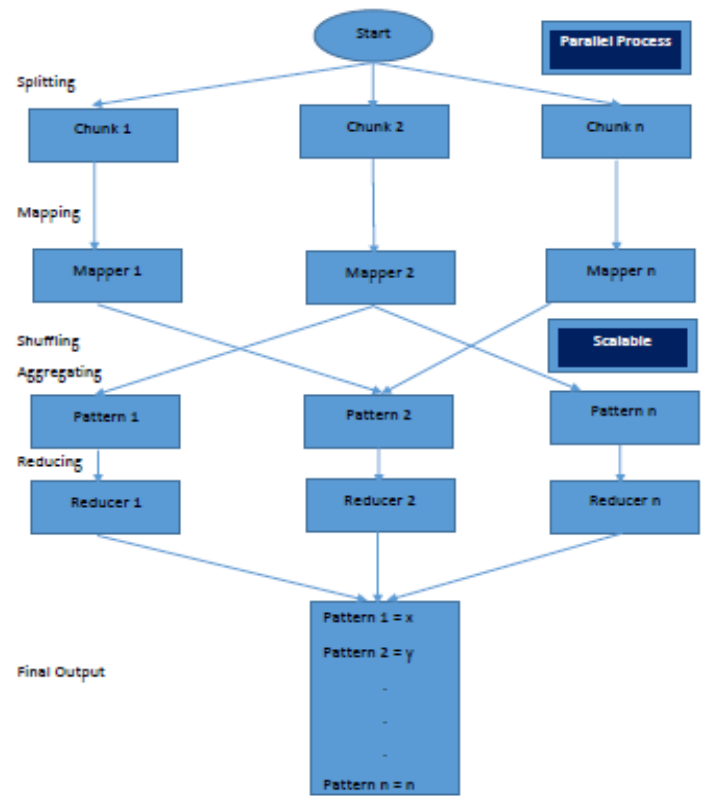 Start
Parallel Process
Splitting
Chunk 1
Chunk 2
Chunk n
Mapping
Mapper 1
Mapper 2
Mapper n
Shuffling
Scalable
Aggregating
Pattern 1
Pattern 2
Pattern n
Reducing
Reducer 1
Reducer 2
Reducer n
Pattern 1 = x
Pattern 2 = y
.
.
.
Pattern n = n
Final Output